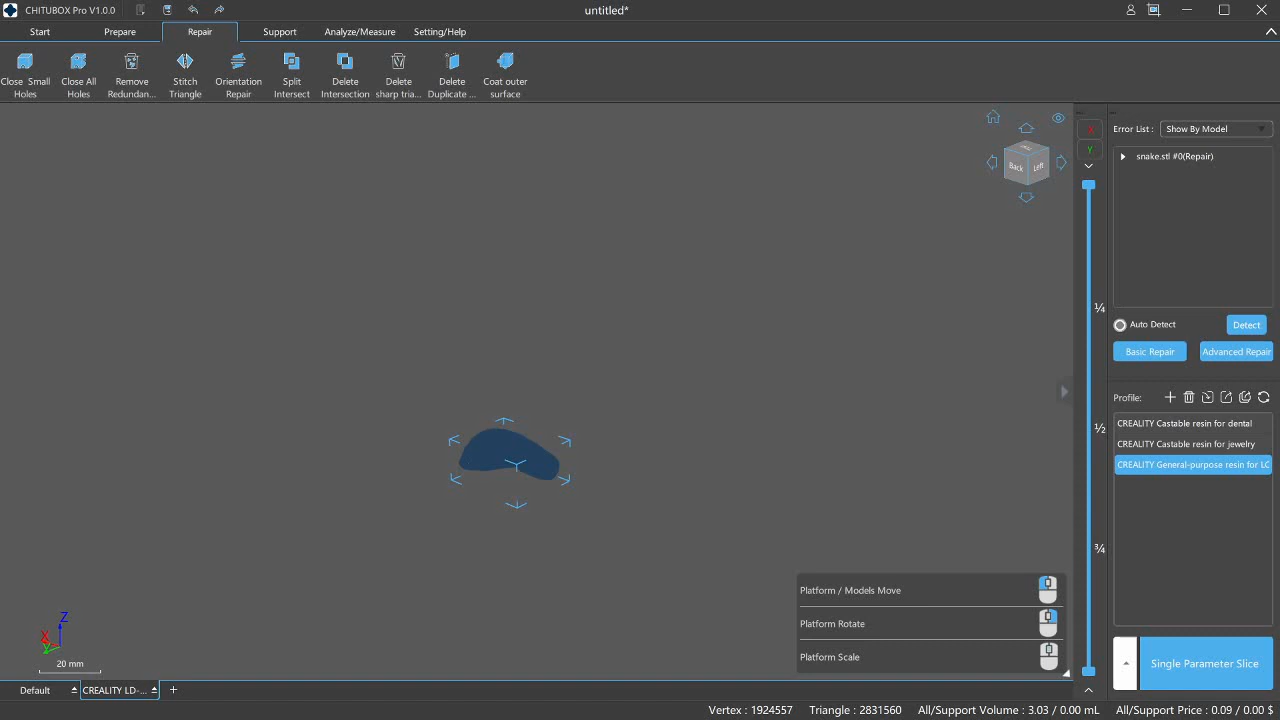 CHITUBOX Pro V1.0.0
untitled*
Start
Prepare
Repair
Support
Analyze/Measure
Setting/Help
Close Small
Holes
Close All
Holes
Remove
Redundan...
Stitch
Triangle
Orientation
Repair
Split
Intersect
Delete
Intersection
Delete
sharp tria...
Delete
Duplicate ...
Coat outer
surface
Back
Left
X
Y
Error List :
Show By Model
snake.stl #0(Repair)
¼
½
¾
Auto Detect
Detect
Basic Repair
Advanced Repair
Profile:
CREALITY Castable resin for dental
CREALITY Castable resin for jewelry
CREALITY General-purpose resin for LC
Platform / Models Move
Platform Rotate
Platform Scale
Z
X
Y
20 mm
Single Parameter Slice
Default
CREALITY LD-...
Vertex : 1924557
Triangle : 2831560
All/Support Volume : 3.03 / 0.00 mL
All/Support Price : 0.09 / 0.00 $